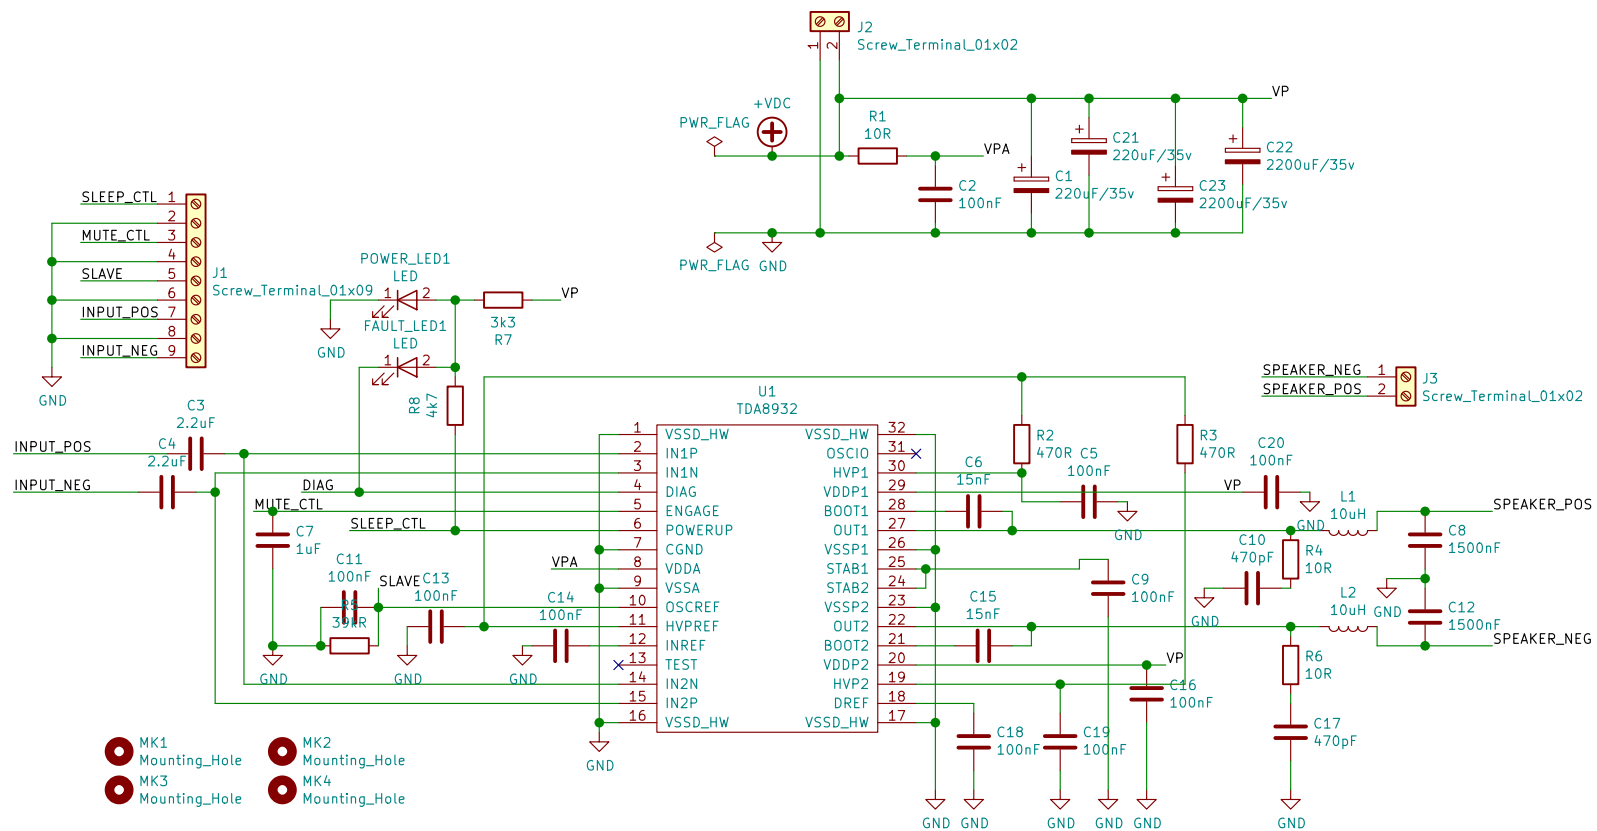 J2
Screw_Terminal_01x02
1
2
+VDC
PWR_FLAG
R1
10R
VPA
VP
C2
100nF
C1
220uF/35v
C21
220uF/35v
C23
2200uF/35v
C22
2200uF/35v
PWR_FLAG
GND
SLEEP_CTL 1
2
MUTE_CTL 3
4
SLAVE 5
6
INPUT_POS 7
8
INPUT_NEG 9
J1
Screw_Terminal_01x09
GND
POWER_LED1
LED
1 2
VP
3k3
R7
GND
FAULT_LED1
LED
1 2
R8
4k7
SPEAKER_NEG 1
SPEAKER_POS 2
J3
Screw_Terminal_01x02
C3
2.2uF
INPUT_POS
C4
2.2uF
INPUT_NEG
DIAG
MUTE_CTL
SLEEP_CTL
C7
1uF
C11
100nF
SLAVE
R5
39kR
GND
C13
100nF
GND
VPA
C14
100nF
GND
U1
TDA8932
1 VSSD_HW VSSD_HW 32
2 IN1P OSCIO 31
3 IN1N HVP1 30
4 DIAG VDDP1 29
5 ENGAGE BOOT1 28
6 POWERUP OUT1 27
7 CGND VSSP1 26
8 VDDA STAB1 25
9 VSSA STAB2 24
10 OSCREF VSSP2 23
11 HVPREF OUT2 22
12 INREF BOOT2 21
13 TEST VDDP2 20
14 IN2N HVP2 19
15 IN2P DREF 18
16 VSSD_HW VSSD_HW 17
GND
R2
470R
R3
470R
C6
15nF
C5
100nF
GND
VP
C20
100nF
GND
L1
10uH
SPEAKER_POS
C8
1500nF
C10
470pF
R4
10R
GND
GND
C9
100nF
C15
15nF
L2
10uH
C12
1500nF
SPEAKER_NEG
VP
R6
10R
C16
100nF
C17
470pF
C18
100nF
C19
100nF
GND
GND
GND
GND
GND
GND
MK1
Mounting_Hole
MK2
Mounting_Hole
MK3
Mounting_Hole
MK4
Mounting_Hole